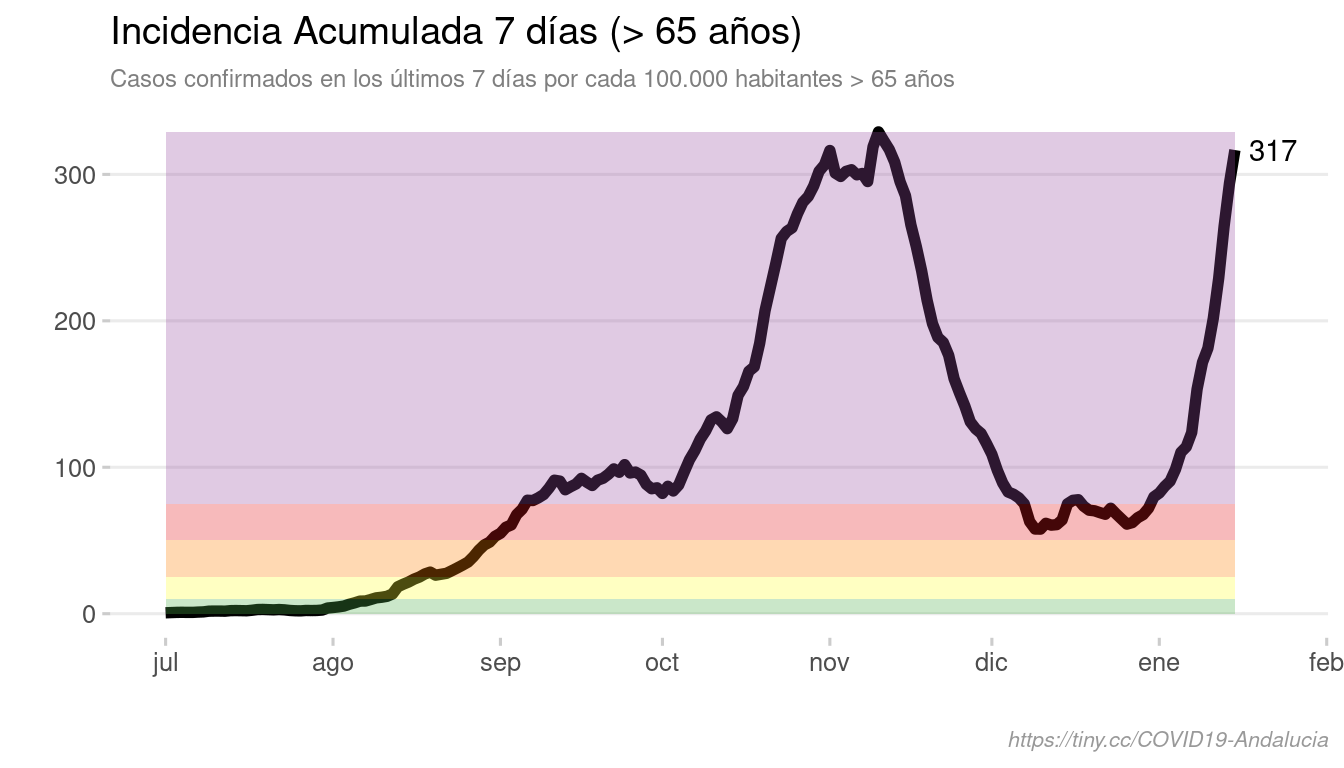 Incidencia Acumulada 7 días (> 65 años)
Casos confirmados en los últimos 7 días por cada 100.000 habitantes > 65 años
317
300
200
100
0
jul ago sep oct nov dic ene feb
https://tiny.cc/COVID19-Andalucia